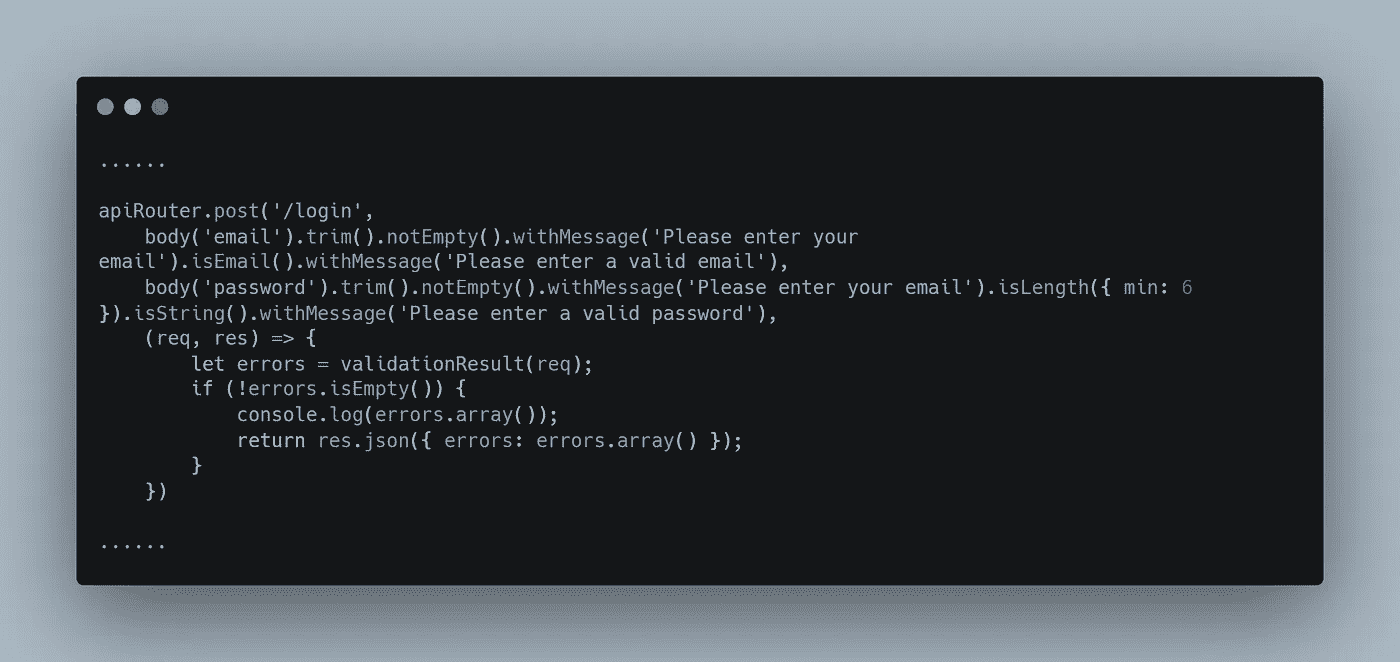 ......
apiRouter.post('/login',
    body('email').trim().notEmpty().withMessage('Please enter your
email').isEmail().withMessage('Please enter a valid email'),
    body('password').trim().notEmpty().withMessage('Please enter your email').isLength({ min: 6
}).isString().withMessage('Please enter a valid password'),
    (req, res) => {
        let errors = validationResult(req);
        if (!errors.isEmpty()) {
            console.log(errors.array());
            return res.json({ errors: errors.array() });
        }
    })
......